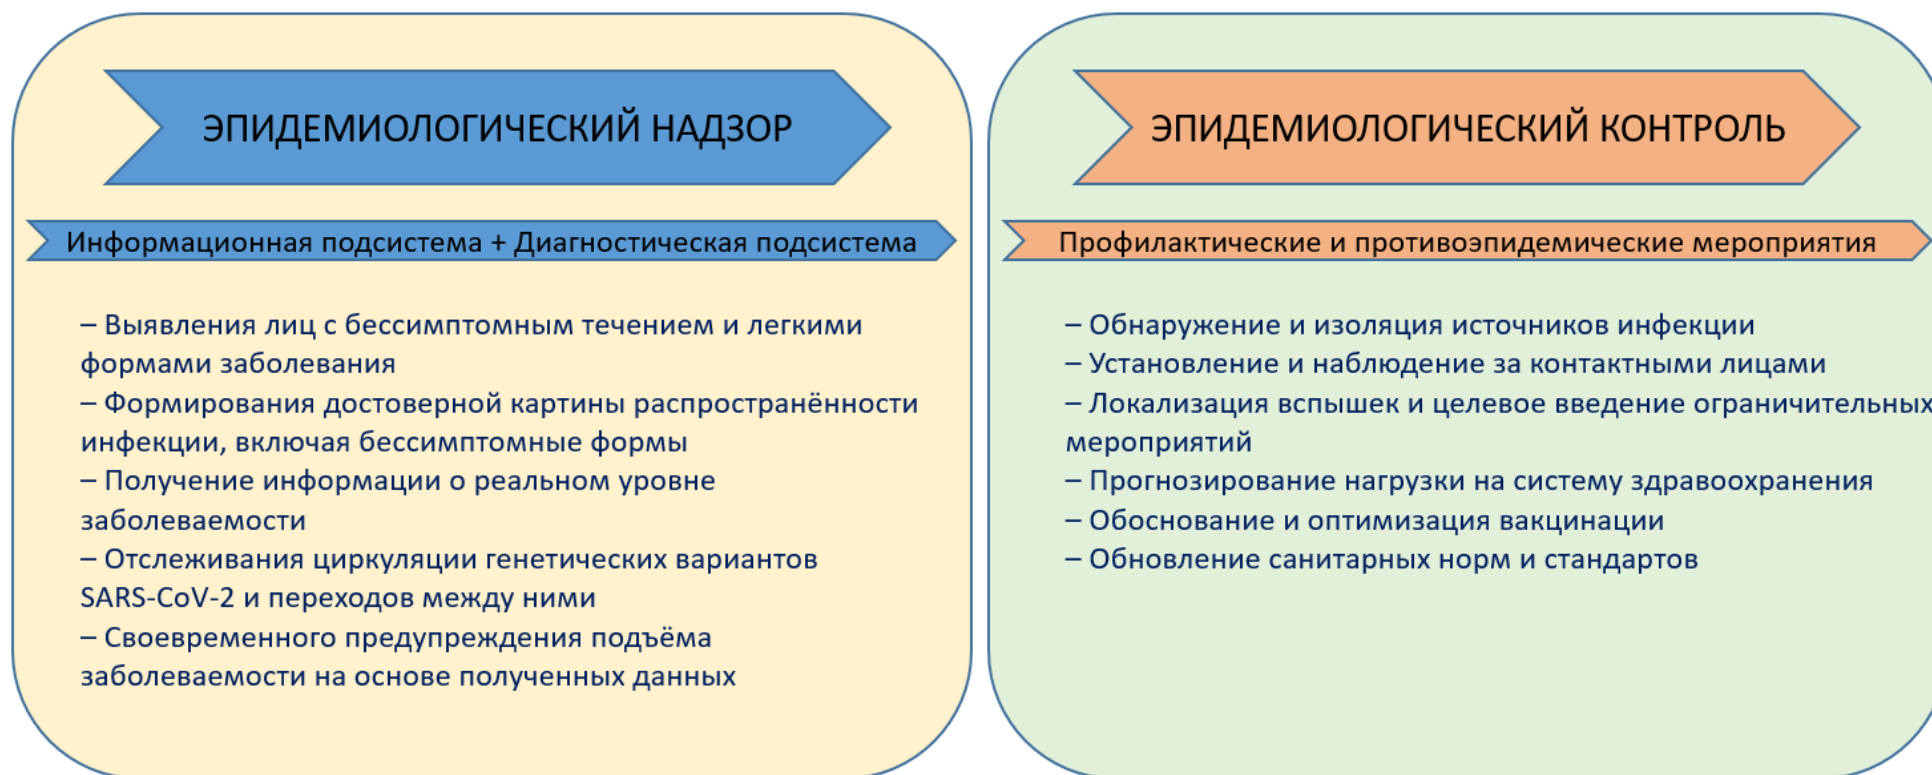 ЭПИДЕМИОЛОГИЧЕСКИЙ НАДЗОР
Информационная подсистема + Диагностическая подсистема
– Выявления лиц с бессимптомным течением и легкими
формами заболевания
– Формирования достоверной картины распространённости
инфекции, включая бессимптомные формы
– Получение информации о реальном уровне
заболеваемости
– Отслеживания циркуляции генетических вариантов
SARS-CoV-2 и переходов между ними
– Своевременного предупреждения подъёма
заболеваемости на основе полученных данных
ЭПИДЕМИОЛОГИЧЕСКИЙ КОНТРОЛЬ
Профилактические и противоэпидемические мероприятия
– Обнаружение и изоляция источников инфекции
– Установление и наблюдение за контактными лицами
– Локализация вспышек и целевое введение ограничительных
мероприятий
– Прогнозирование нагрузки на систему здравоохранения
– Обоснование и оптимизация вакцинации
– Обновление санитарных норм и стандартов